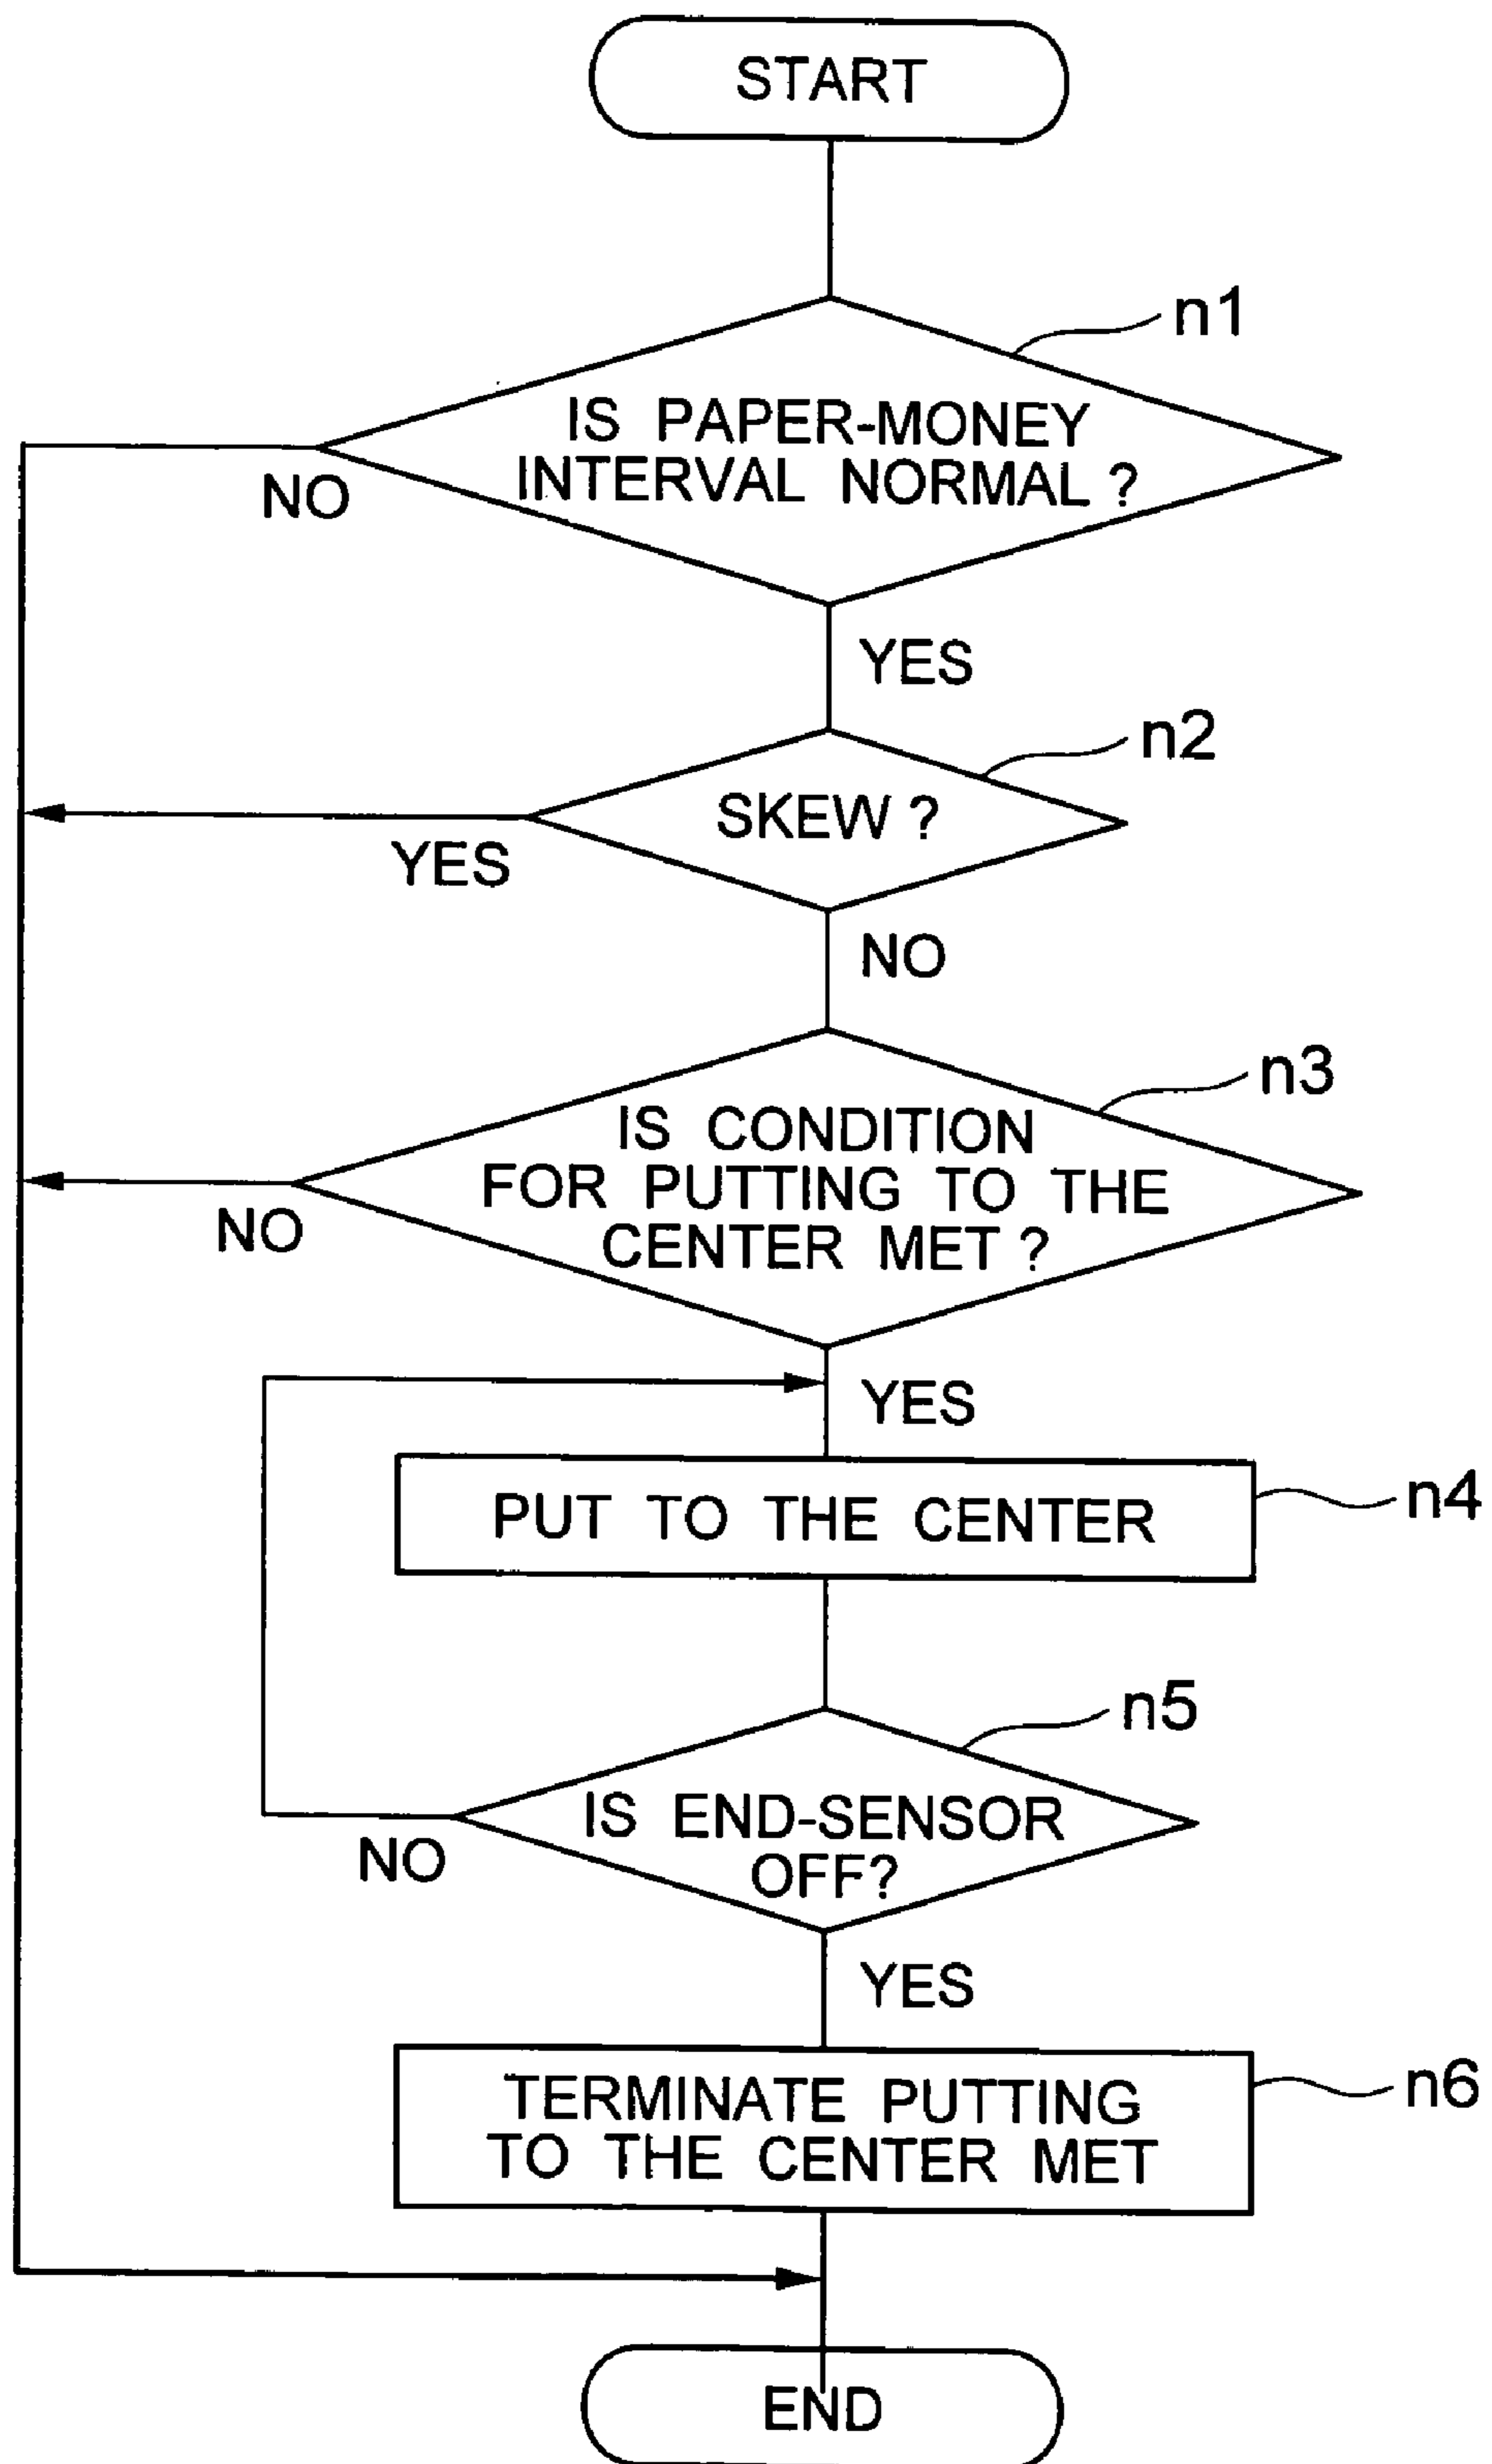 START
n1
IS PAPER-MONEY
INTERVAL NORMAL ?
NO
YES
n2
SKEW ?
YES
NO
n3
IS CONDITION
FOR PUTTING TO THE
CENTER MET ?
NO
YES
PUT TO THE CENTER
n4
n5
IS END-SENSOR
OFF?
NO
YES
TERMINATE PUTTING
TO THE CENTER MET
n6
END